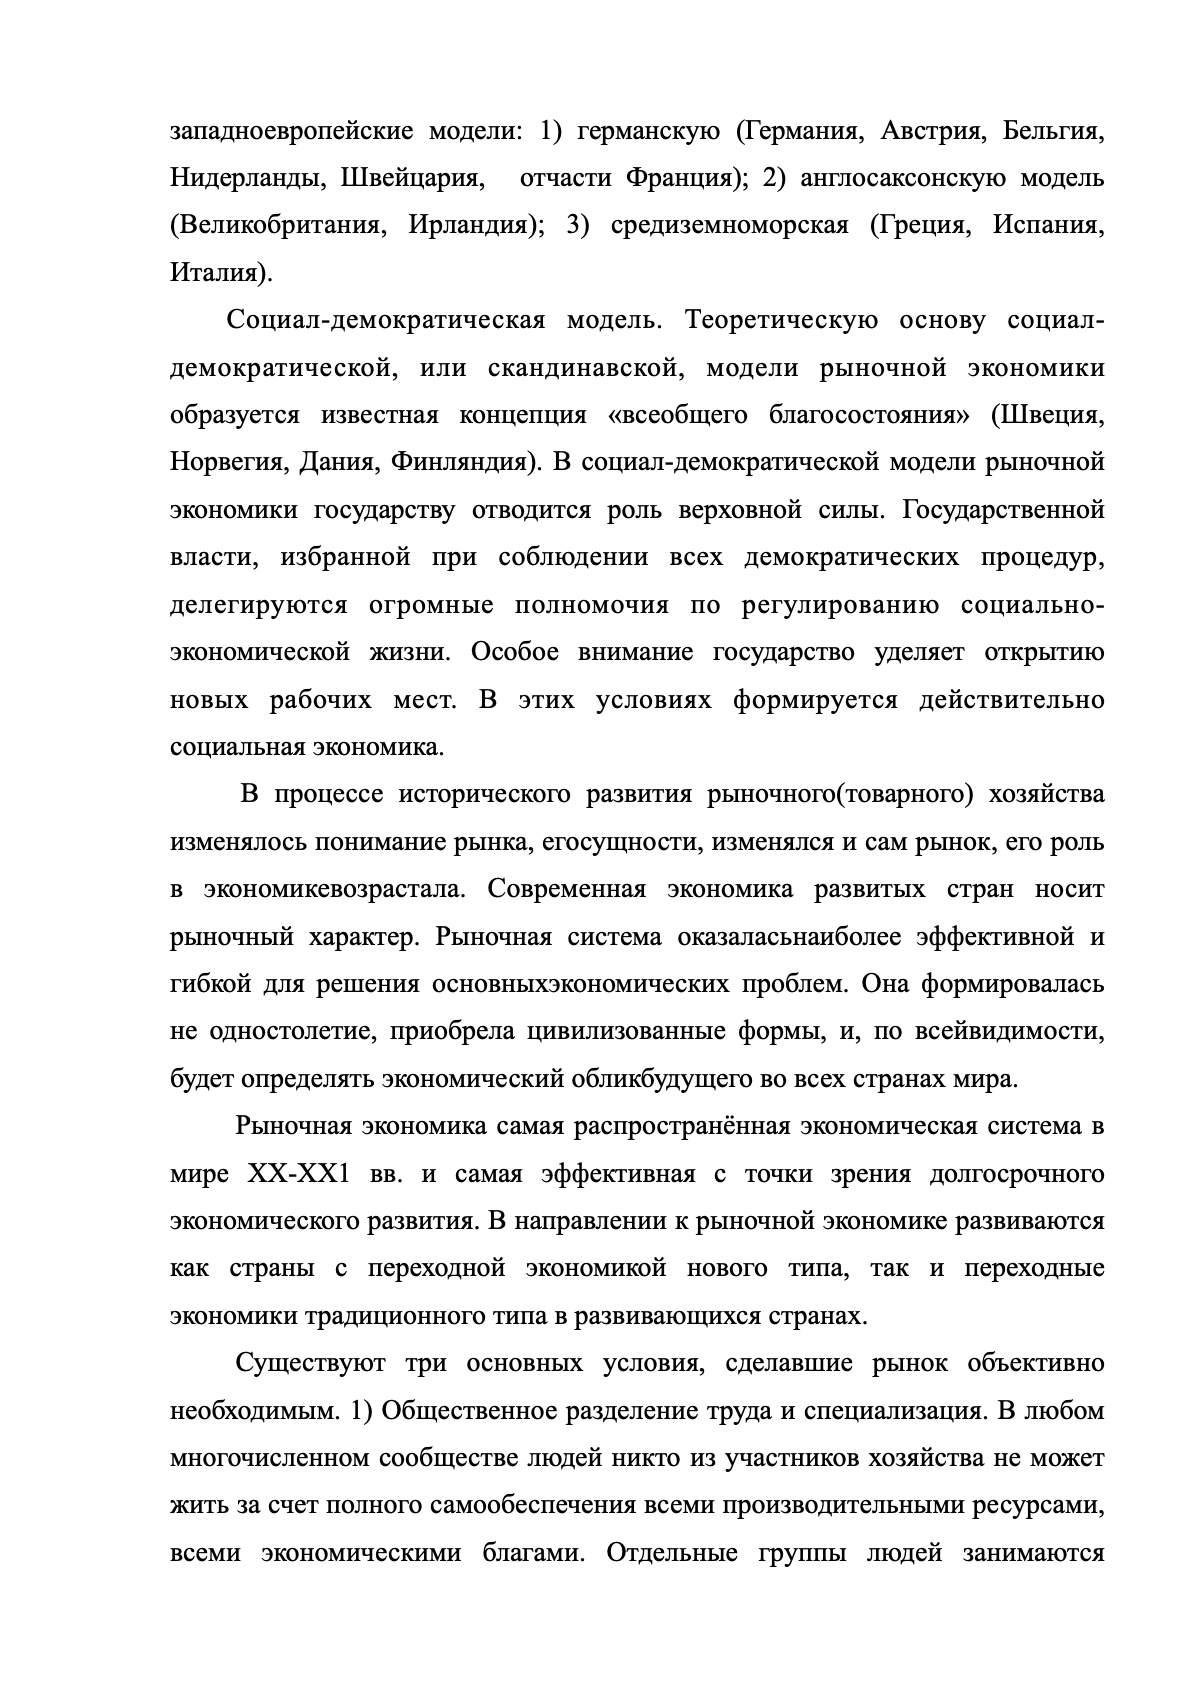 западноевропейские модели: 1) германскую (Германия, Австрия, Бельгия,
Нидерланды, Швейцария, отчасти Франция); 2) англосаксонскую модель
(Великобритания, Ирландия); 3) средиземноморская (Греция, Испания,
Италия).
Социал-демократическая модель. Теоретическую основу социал-
демократической, или скандинавской, модели рыночной экономики
образуется известная концепция «всеобщего благосостояния» (Швеция,
Норвегия, Дания, Финляндия). В социал-демократической модели рыночной
экономики государству отводится роль верховной силы. Государственной
власти, избранной при соблюдении всех демократических процедур,
делегируются огромные полномочия по регулированию социально-
экономической жизни. Особое внимание государство уделяет открытию
новых рабочих мест. В этих условиях формируется действительно
социальная экономика.
В процессе исторического развития рыночного(товарного) хозяйства
изменялось понимание рынка, егосущности, изменялся и сам рынок, его роль
в экономикевозрастала. Современная экономика развитых стран носит
рыночный характер. Рыночная система оказаласьнаиболее эффективной и
гибкой для решения основныхэкономических проблем. Она формировалась
не одностолетие, приобрела цивилизованные формы, и, по всейвидимости,
будет определять экономический обликбудущего во всех странах мира.
Рыночная экономика самая распространённая экономическая система в
мире XX-XX1 вв. и самая эффективная с точки зрения долгосрочного
экономического развития. В направлении к рыночной экономике развиваются
как страны с переходной экономикой нового типа, так и переходные
экономики традиционного типа в развивающихся странах.
Существуют три основных условия, сделавшие рынок объективно
необходимым. 1) Общественное разделение труда и специализация. В любом
многочисленном сообществе людей никто из участников хозяйства не может
жить за счет полного самообеспечения всеми производительными ресурсами,
всеми экономическими благами. Отдельные группы людей занимаются